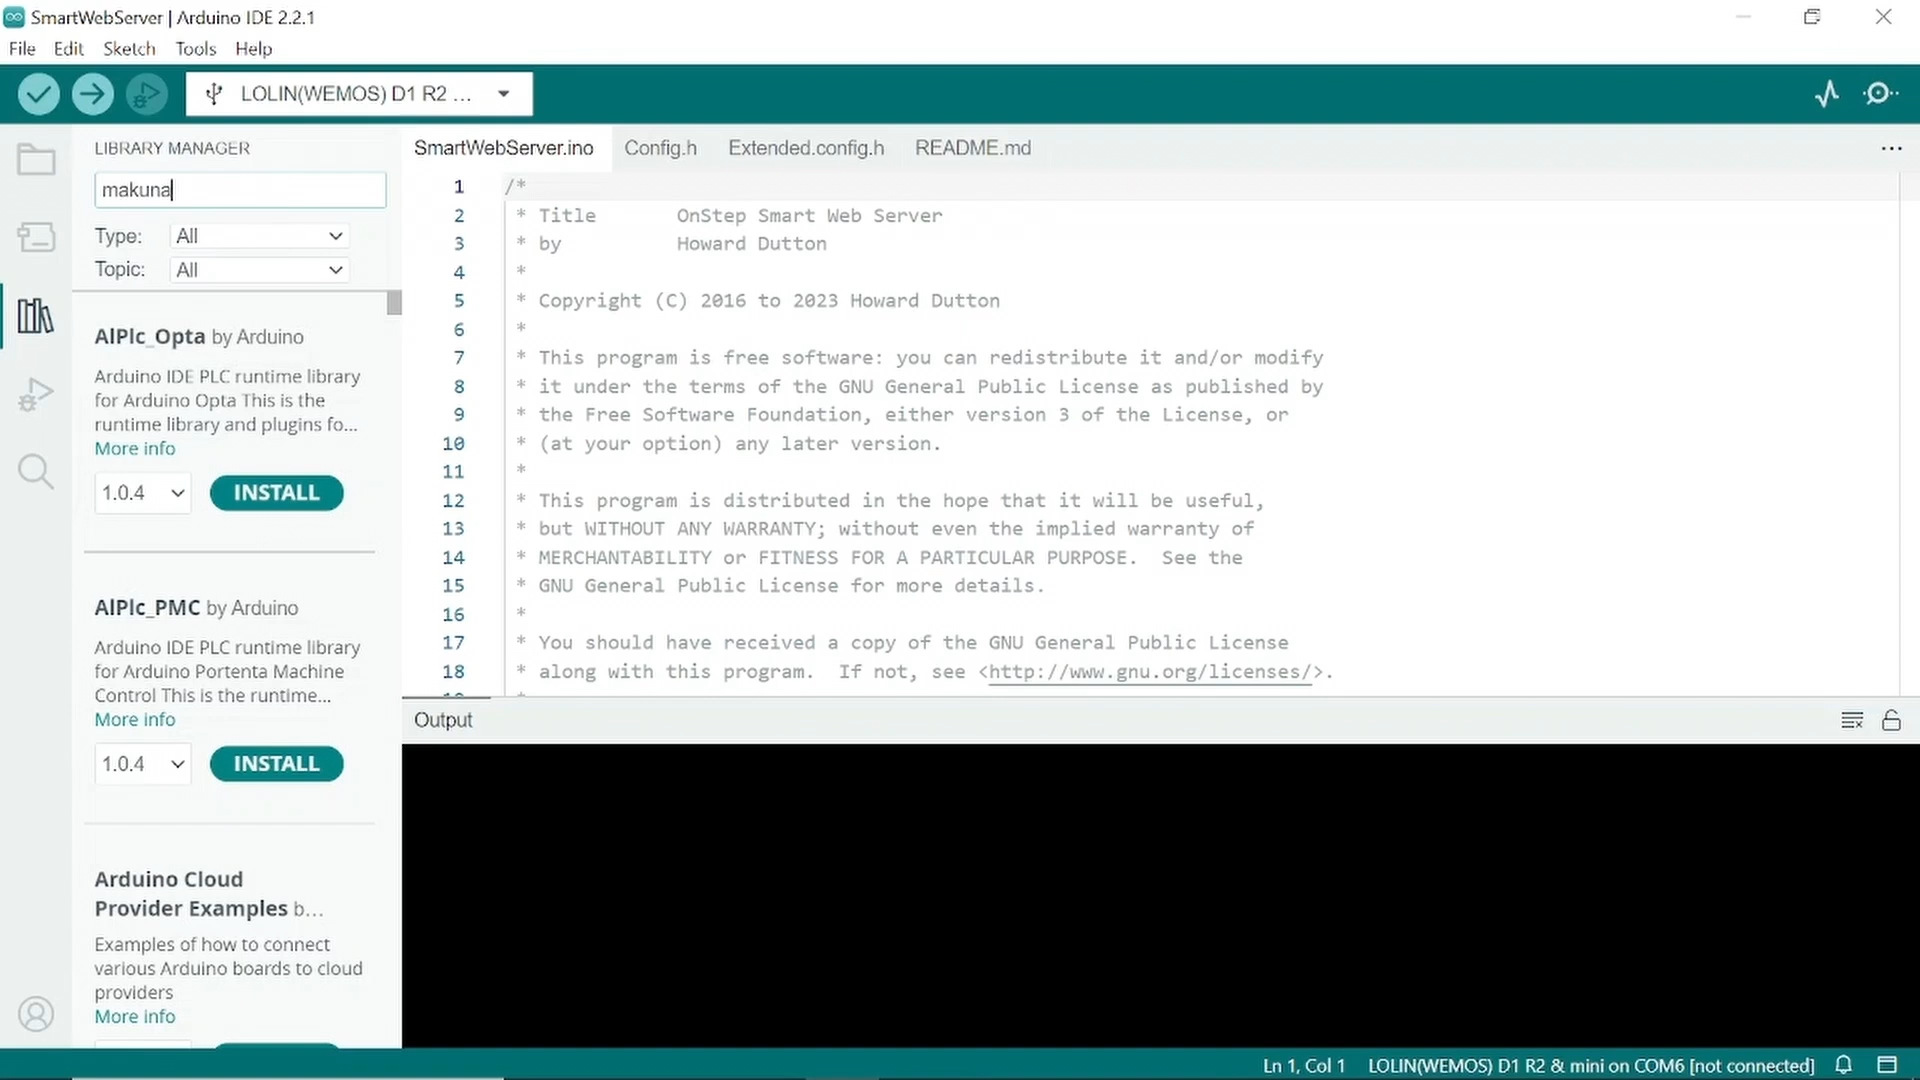 SmartWebServer | Arduino IDE 2.2.1
File Edit Sketch Tools Help
LOLIN(WEMOS) D1 R2 ...
LIBRARY MANAGER
makuna
Type: All
Topic: All
AlPlc_Opta by Arduino
Arduino IDE PLC runtime library
for Arduino Opta This is the
runtime library and plugins fo...
More info
1.0.4 INSTALL
AlPlc_PMC by Arduino
Arduino IDE PLC runtime library
for Arduino Portenta Machine
Control This is the runtime...
More info
1.0.4 INSTALL
Arduino Cloud
Provider Examples b...
Examples of how to connect
various Arduino boards to cloud
providers
More info
SmartWebServer.ino Config.h Extended.config.h README.md ...
1 /*
2 * Title OnStep Smart Web Server
3 * by Howard Dutton
4 *
5 * Copyright (C) 2016 to 2023 Howard Dutton
6 *
7 * This program is free software: you can redistribute it and/or modify
8 * it under the terms of the GNU General Public License as published by
9 * the Free Software Foundation, either version 3 of the License, or
10 * (at your option) any later version.
11 *
12 * This program is distributed in the hope that it will be useful,
13 * but WITHOUT ANY WARRANTY; without even the implied warranty of
14 * MERCHANTABILITY or FITNESS FOR A PARTICULAR PURPOSE. See the
15 * GNU General Public License for more details.
16 *
17 * You should have received a copy of the GNU General Public License
18 * along with this program. If not, see <http://www.gnu.org/licenses/>.
Output
Ln 1, Col 1 LOLIN(WEMOS) D1 R2 & mini on COM6 [not connected]